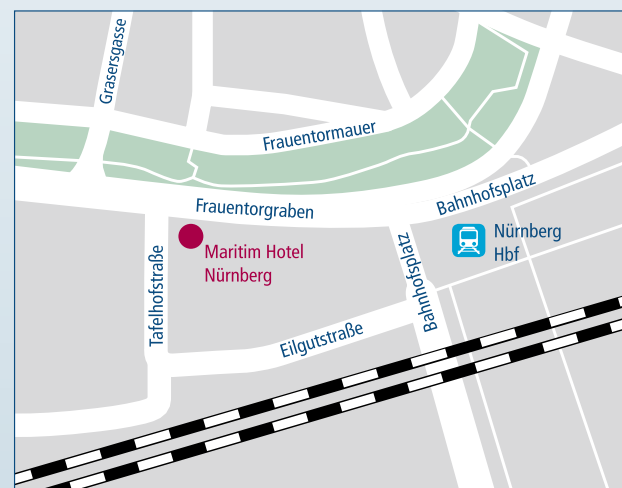 Grasersgasse
Frauentormauer
Frauentorgraben
Bahnhofsplatz
Maritim Hotel
Nürnberg
Nürnberg
Hbf
Tafelhofstraße
Bahnhofsplatz
Eilgutstraße